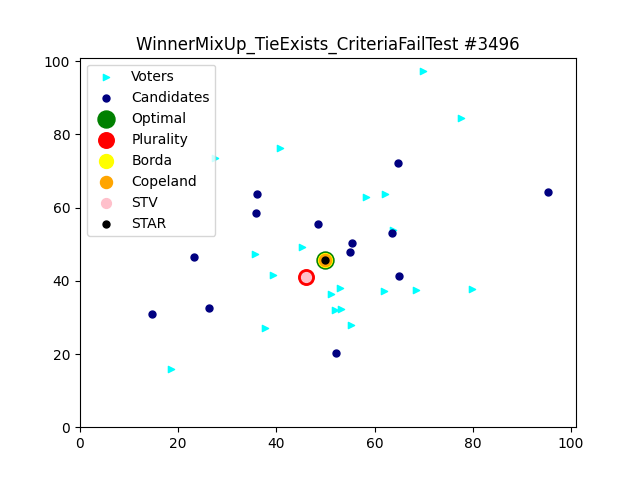 WinnerMixUp_TieExists_CriteriaFailTest #3496
100
80
60
40
20
0
Voters
Candidates
Optimal
Plurality
Borda
Copeland
STV
STAR
0 20 40 60 80 100